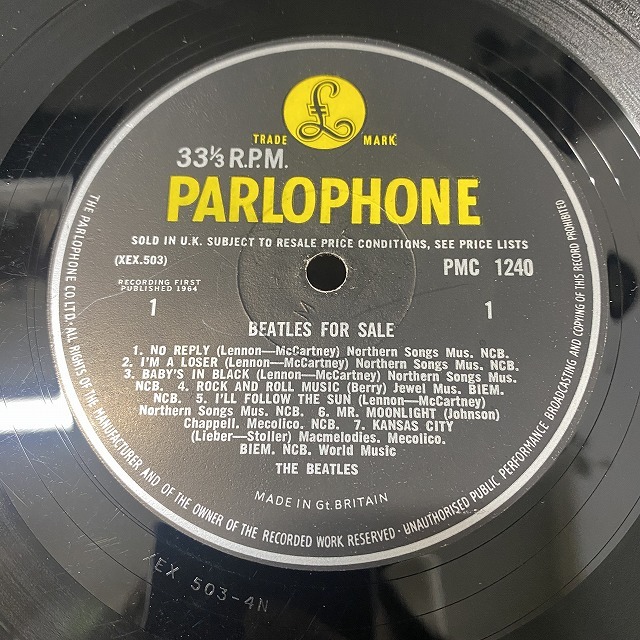 £
TRADE MARK
33⅓ R.P.M.
PARLOPHONE
SOLD IN U.K. SUBJECT TO RESALE PRICE CONDITIONS, SEE PRICE LISTS
(XEX.503) PMC 1240
RECORDING FIRST
PUBLISHED 1964
1 1
BEATLES FOR SALE
1. NO REPLY (Lennon—McCartney) Northern Songs Mus. NCB.
2. I'M A LOSER (Lennon—McCartney) Northern Songs Mus. NCB.
3. BABY'S IN BLACK (Lennon—McCartney) Northern Songs Mus.
NCB. 4. ROCK AND ROLL MUSIC (Berry) Jewel Mus. BIEM.
NCB. 5. I'LL FOLLOW THE SUN (Lennon—McCartney)
Northern Songs Mus. NCB. 6. MR. MOONLIGHT (Johnson)
Chappell. Mecolico. NCB. 7. KANSAS CITY
(Lieber—Stoller) Macmelodies. Mecolico.
BIEM. NCB. World Music
THE BEATLES
MADE IN Gt. BRITAIN
THE PARLOPHONE CO. LTD. · ALL RIGHTS OF THE MANUFACTURER AND OF THE OWNER OF THE RECORDED WORK RESERVED · UNAUTHORISED PUBLIC PERFORMANCE BROADCASTING AND COPYING OF THIS RECORD PROHIBITED
XEX 503-4N